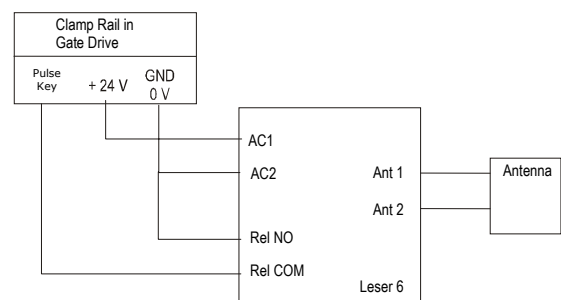 Clamp Rail in
Gate Drive
Pulse
Key
+ 24 V
GND
0 V
AC1
AC2
Rel NO
Rel COM
Ant 1
Ant 2
Leser 6
Antenna